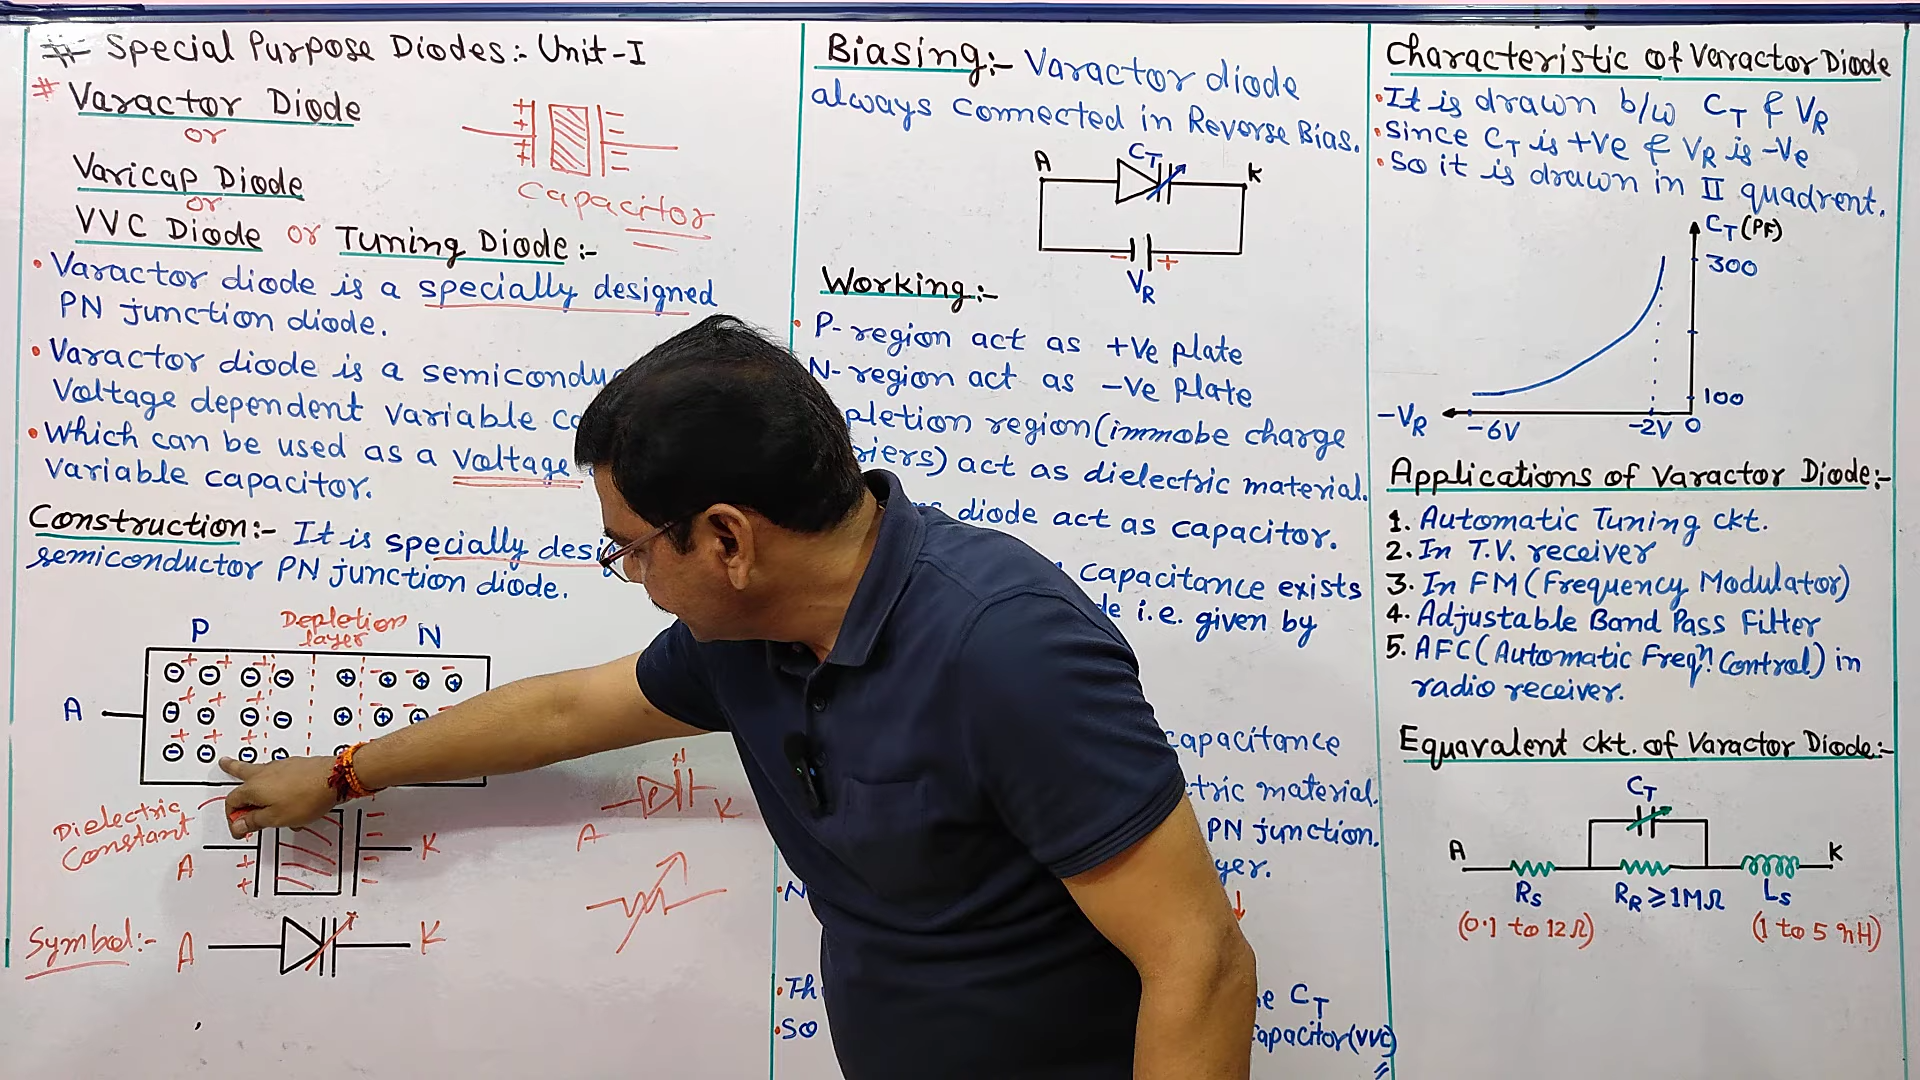 # Special Purpose Diodes:- Unit-I
* Varactor Diode
or
Varicap Diode
or
VVC Diode or Tuning Diode:-
Capacitor
• Varactor diode is a specially designed
PN junction diode.
• Varactor diode is a
Voltage dependent variable
• Which can be used as a voltage
variable capacitor.
Construction:- It is specially
semiconductor PN junction diode.
P
Depletion
layer
N
A
Dielectric
Constant
A
K
A
K
Symbol:- A
K
Biasing:- Varactor diode
always connected in Reverse Bias.
A
CT
K
- +
VR
Working:-
• P-region act as +Ve plate
N-region act as -Ve Plate
pletion region (immobe charge
riers) act as dielectric material.
diode act as capacitor.
capacitance exists
i.e. given by
capacitance
tric material.
PN junction.
yer.
• N
• Th
CT
• So
apacitor (VVC)
Characteristic of Varactor Diode
• It is drawn b/w CT & VR
• Since CT is +Ve & VR is -Ve
• So it is drawn in II quadrent.
CT (PF)
300
100
-VR
-6V
-2V
0
Applications of Varactor Diode:-
1. Automatic Tuning ckt.
2. In T.V. receiver
3. In FM (Frequency Modulator)
4. Adjustable Band Pass Filter
5. AFC (Automatic Freqn. Control) in
radio receiver.
Equavalent ckt. of Varactor Diode:-
CT
A
K
Rs
RR ≥ 1MΩ
Ls
(0.1 to 12Ω)
(1 to 5 nH)